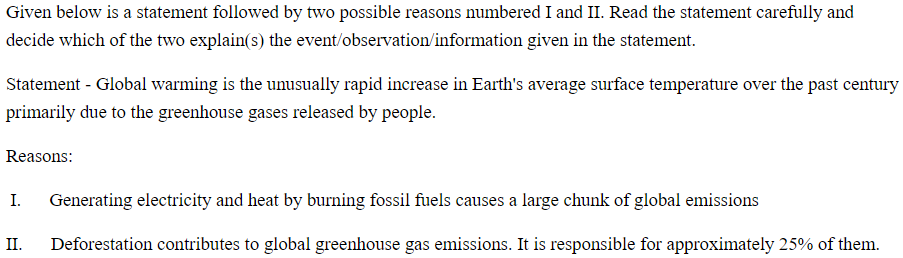 Given below is a statement followed by two possible reasons numbered I and II. Read the statement carefully and
decide which of the two explain(s) the event/observation/information given in the statement.
Statement - Global warming is the unusually rapid increase in Earth's average surface temperature over the past century
primarily due to the greenhouse gases released by people.
Reasons:
I. Generating electricity and heat by burning fossil fuels causes a large chunk of global emissions
II. Deforestation contributes to global greenhouse gas emissions. It is responsible for approximately 25% of them.